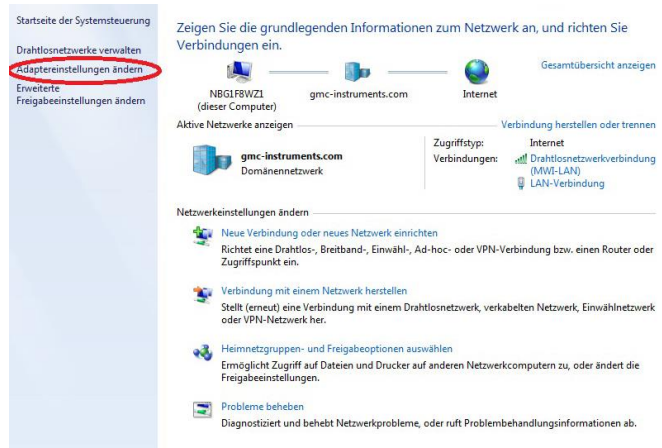 Startseite der Systemsteuerung
Drahtlosnetzwerke verwalten
Adaptereinstellungen ändern
Erweiterte
Freigabeeinstellungen ändern
Zeigen Sie die grundlegenden Informationen zum Netzwerk an, und richten Sie
Verbindungen ein.
Gesamtübersicht anzeigen
NBG1F8WZ1
(dieser Computer)
gmc-instruments.com
Internet
Aktive Netzwerke anzeigen
Verbindung herstellen oder trennen
gmc-instruments.com
Domänennetzwerk
Zugriffstyp: Internet
Verbindungen: Drahtlosnetzwerkverbindung
(MWI-LAN)
LAN-Verbindung
Netzwerkeinstellungen ändern
Neue Verbindung oder neues Netzwerk einrichten
Richtet eine Drahtlos-, Breitband-, Einwähl-, Ad-hoc- oder VPN-Verbindung bzw. einen Router oder
Zugriffspunkt ein.
Verbindung mit einem Netzwerk herstellen
Stellt (erneut) eine Verbindung mit einem Drahtlosnetzwerk, verkabelten Netzwerk, Einwählnetzwerk
oder VPN-Netzwerk her.
Heimnetzgruppen- und Freigabeoptionen auswählen
Ermöglicht Zugriff auf Dateien und Drucker auf anderen Netzwerkcomputern zu, oder ändert die
Freigabeeinstellungen.
Probleme beheben
Diagnostiziert und behebt Netzwerkprobleme, oder ruft Problembehandlungsinformationen ab.